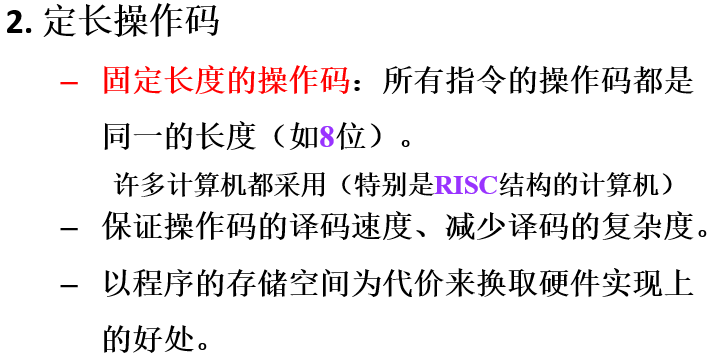 2. 定长操作码
– 固定长度的操作码：所有指令的操作码都是
同一的长度（如8位）。
许多计算机都采用（特别是RISC结构的计算机）
– 保证操作码的译码速度、减少译码的复杂度。
– 以程序的存储空间为代价来换取硬件实现上
的好处。